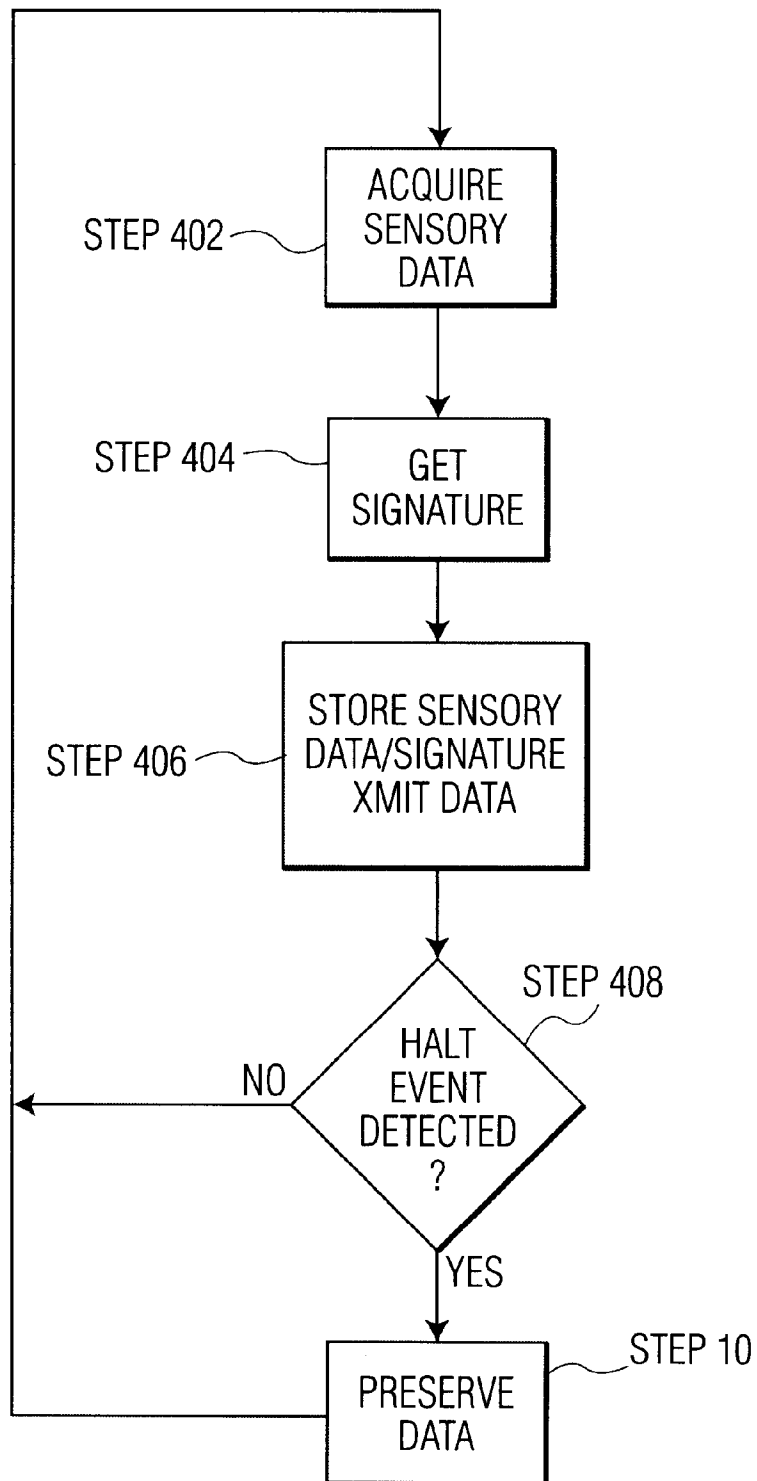 STEP 402
ACQUIRE
SENSORY
DATA
STEP 404
GET
SIGNATURE
STEP 406
STORE SENSORY
DATA/SIGNATURE
XMIT DATA
STEP 408
HALT
EVENT
DETECTED
?
NO
YES
STEP 10
PRESERVE
DATA